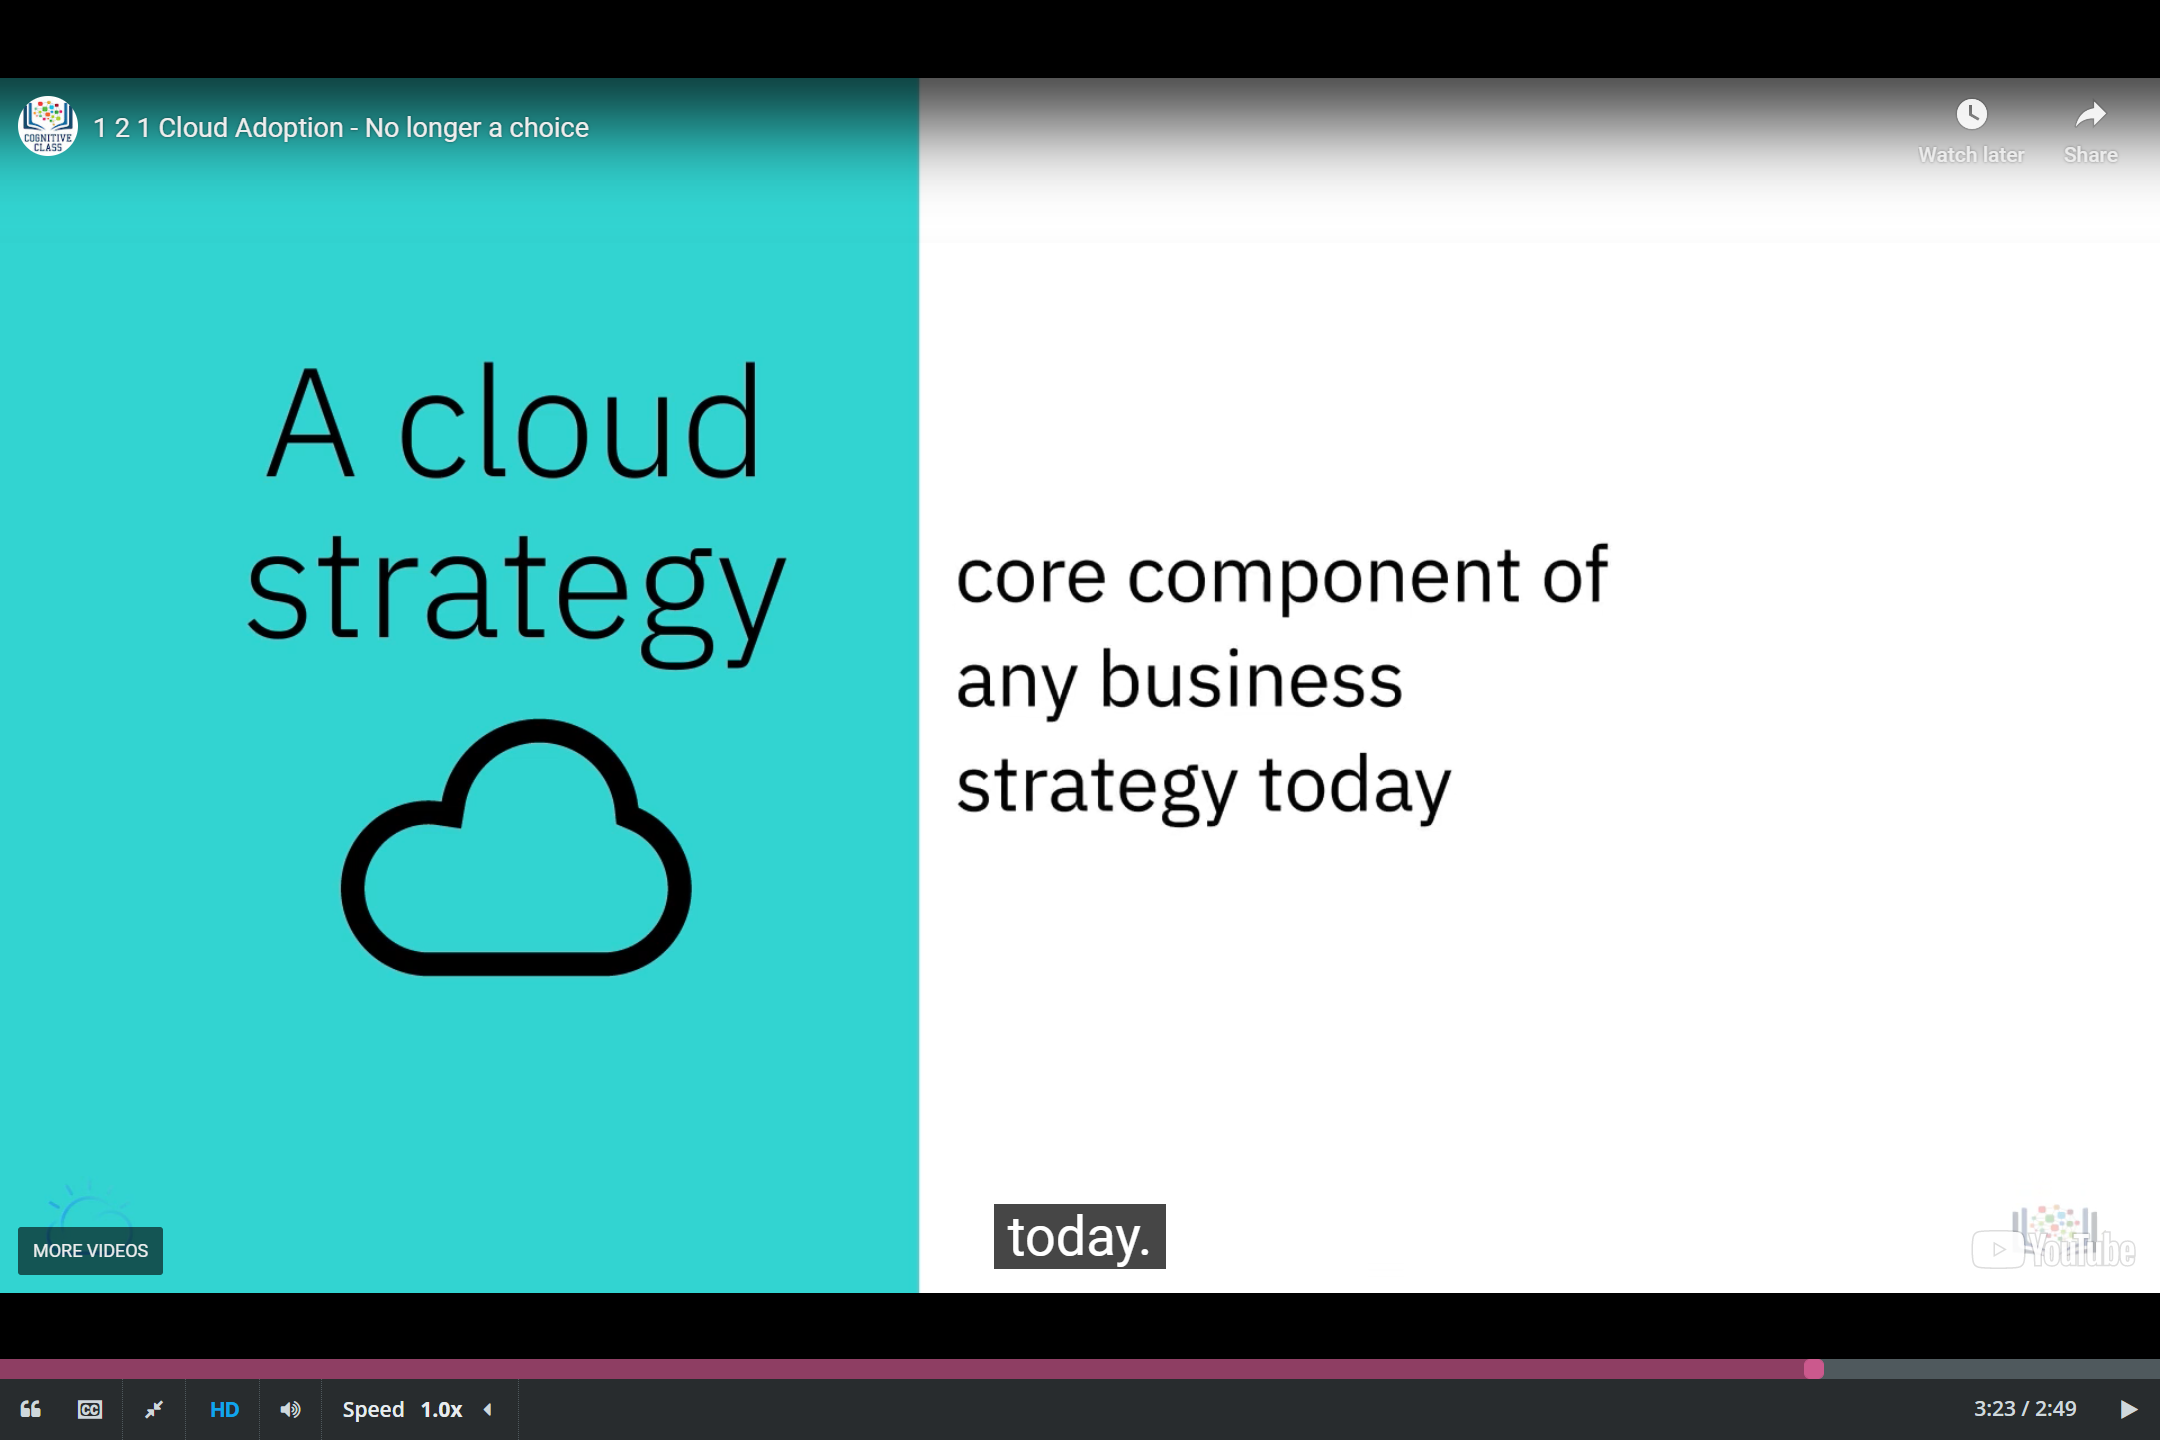 COGNITIVE
CLASS
1 2 1 Cloud Adoption - No longer a choice
Watch later
Share
A cloud
strategy
core component of
any business
strategy today
today.
MORE VIDEOS
YouTube
CC
HD
Speed 1.0x
3:23 / 2:49